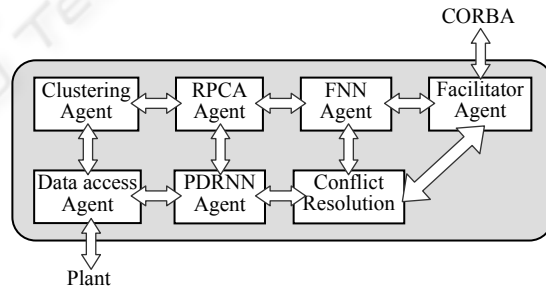 CORBA
Clustering
Agent
RPCA
Agent
FNN
Agent
Facilitator
Agent
Data access
Agent
PDRNN
Agent
Conflict
Resolution
Plant